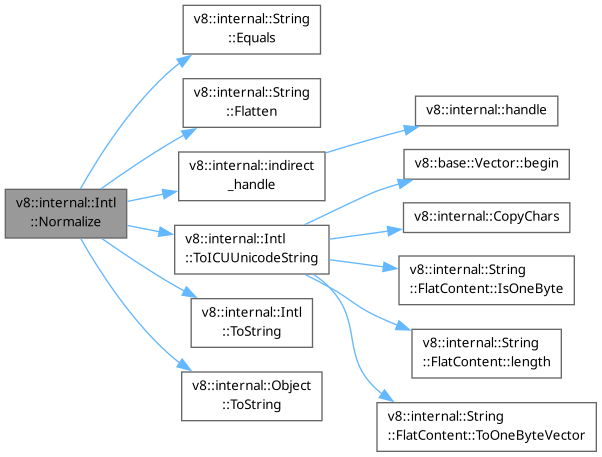 v8::internal::Intl
::Normalize
v8::internal::String
::Equals
v8::internal::String
::Flatten
v8::internal::indirect
_handle
v8::internal::Intl
::ToICUUnicodeString
v8::internal::Intl
::ToString
v8::internal::Object
::ToString
v8::internal::handle
v8::base::Vector::begin
v8::internal::CopyChars
v8::internal::String
::FlatContent::IsOneByte
v8::internal::String
::FlatContent::length
v8::internal::String
::FlatContent::ToOneByteVector